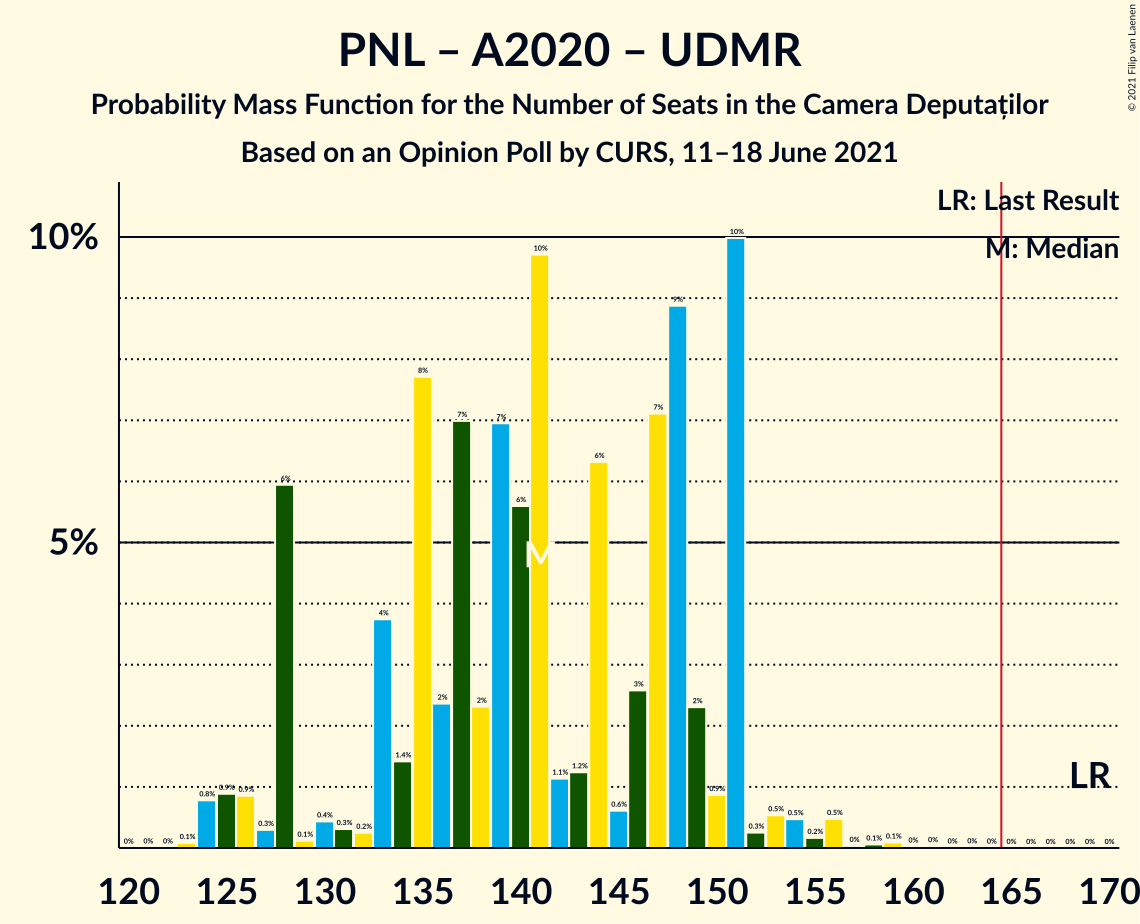 PNL – A2020 – UDMR
Probability Mass Function for the Number of Seats in the Camera Deputaților
Based on an Opinion Poll by CURS, 11–18 June 2021
© 2021 Filip van Laenen
LR: Last Result
M: Median
10%
5%
0% 0% 0% 0.1% 0.8% 0.9% 0.9% 0.3% 6% 0.1% 0.4% 0.3% 0.2% 4% 1.4% 8% 2% 7% 2% 7% 6% 10% 1.1% 1.2% 6% 0.6% 3% 7% 9% 2% 0.9% 10% 0.3% 0.5% 0.5% 0.2% 0.5% 0% 0.1% 0.1% 0% 0% 0% 0% 0% 0% 0% 0% 0% 0% 0%
M
LR
120 125 130 135 140 145 150 155 160 165 170